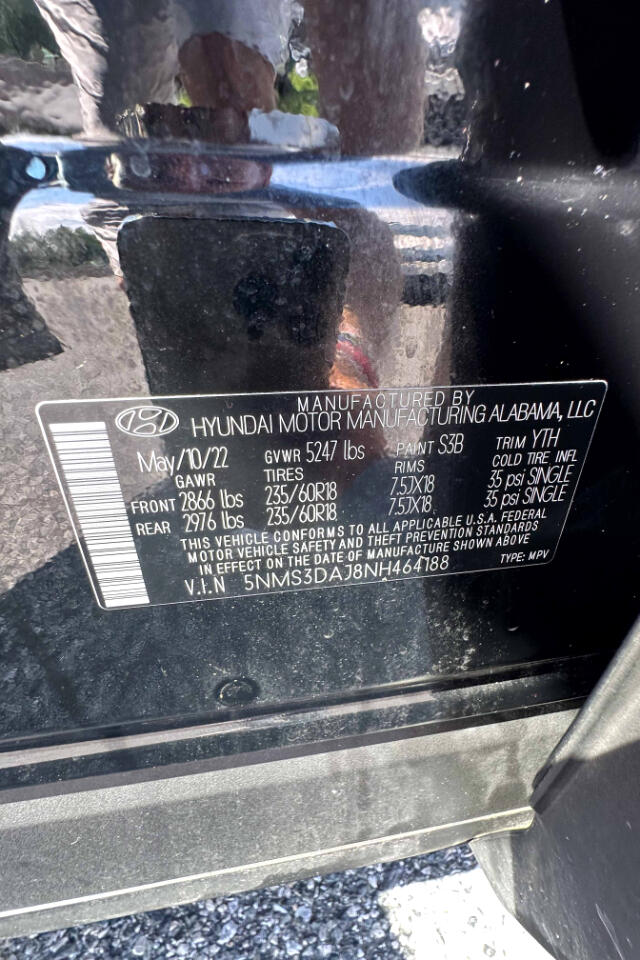 MANUFACTURED BY
HYUNDAI MOTOR MANUFACTURING ALABAMA, LLC
May/10/22 GVWR 5247 lbs PAINT S3B TRIM YTH
GAWR TIRES RIMS COLD TIRE INFL
FRONT 2866 lbs 235/60R18 7.5JX18 35 psi SINGLE
REAR 2976 lbs 235/60R18 7.5JX18 35 psi SINGLE
THIS VEHICLE CONFORMS TO ALL APPLICABLE U.S.A. FEDERAL
MOTOR VEHICLE SAFETY AND THEFT PREVENTION STANDARDS
IN EFFECT ON THE DATE OF MANUFACTURE SHOWN ABOVE.
V.I.N 5NMS3DAJ8NH464188 TYPE: MPV